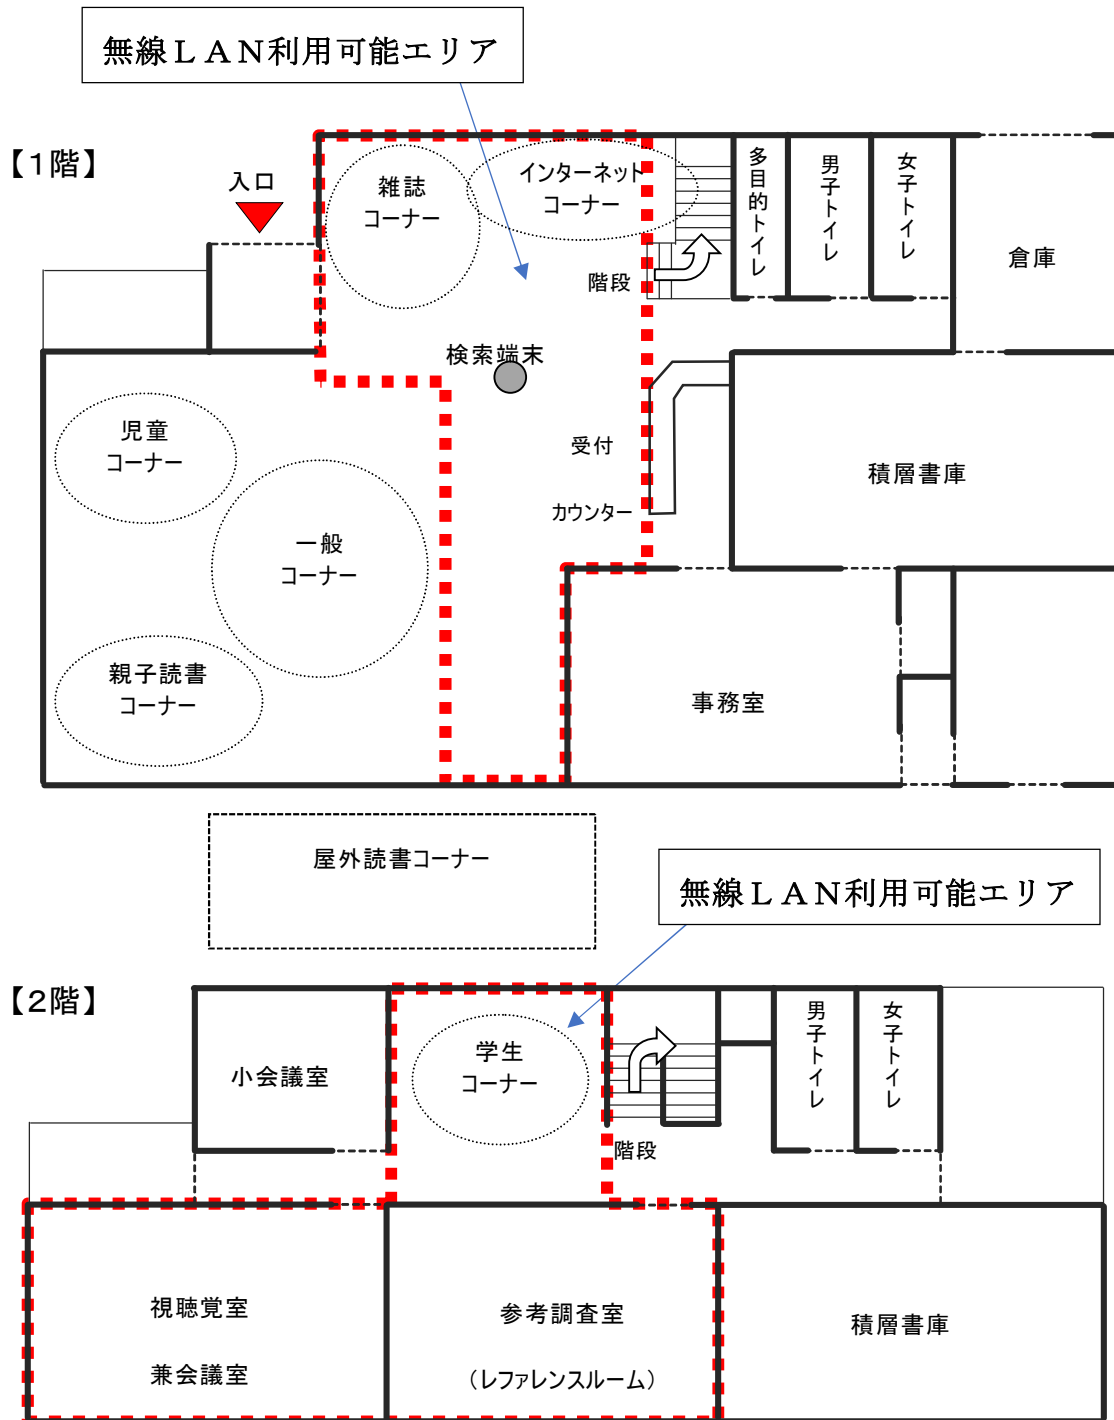 無線ＬＡＮ利用可能エリア
【1階】
入口
雑誌
コーナー
インターネット
コーナー
多目的トイレ
男子トイレ
女子トイレ
倉庫
階段
検索端末
児童
コーナー
受付
カウンター
積層書庫
一般
コーナー
親子読書
コーナー
事務室
屋外読書コーナー
無線ＬＡＮ利用可能エリア
【2階】
小会議室
学生
コーナー
階段
男子トイレ
女子トイレ
視聴覚室
兼会議室
参考調査室
（レファレンスルーム）
積層書庫